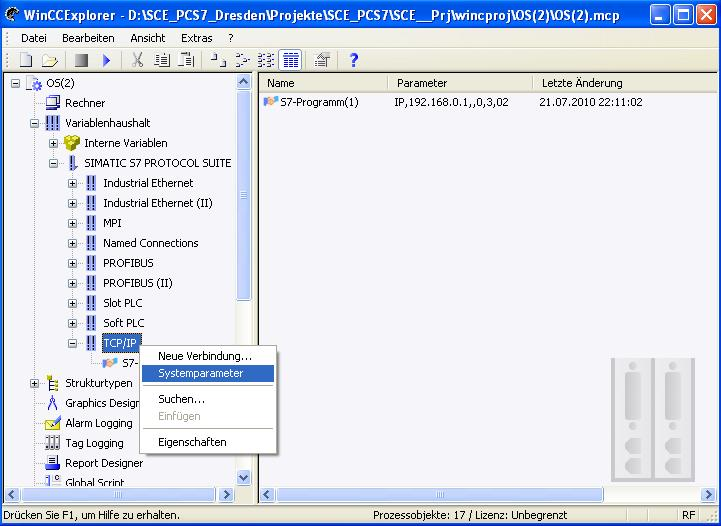 WinCCExplorer - D:\SCE_PCS7_Dresden\Projekte\SCE_PCS7\SCE__Prj\wincproj\OS(2)\OS(2).mcp
Datei Bearbeiten Ansicht Extras ?
OS(2)
Rechner
Variablenhaushalt
Interne Variablen
SIMATIC S7 PROTOCOL SUITE
Industrial Ethernet
Industrial Ethernet (II)
MPI
Named Connections
PROFIBUS
PROFIBUS (II)
Slot PLC
Soft PLC
TCP/IP
S7-
Strukturtypen
Graphics Design
Alarm Logging
Tag Logging
Report Designer
Global Script
Neue Verbindung...
Systemparameter
Suchen...
Einfügen
Eigenschaften
Name Parameter Letzte Änderung
S7-Programm(1) IP,192.168.0.1,,0,3,02 21.07.2010 22:11:02
Drücken Sie F1, um Hilfe zu erhalten. Prozessobjekte: 17 / Lizenz: Unbegrenzt RF